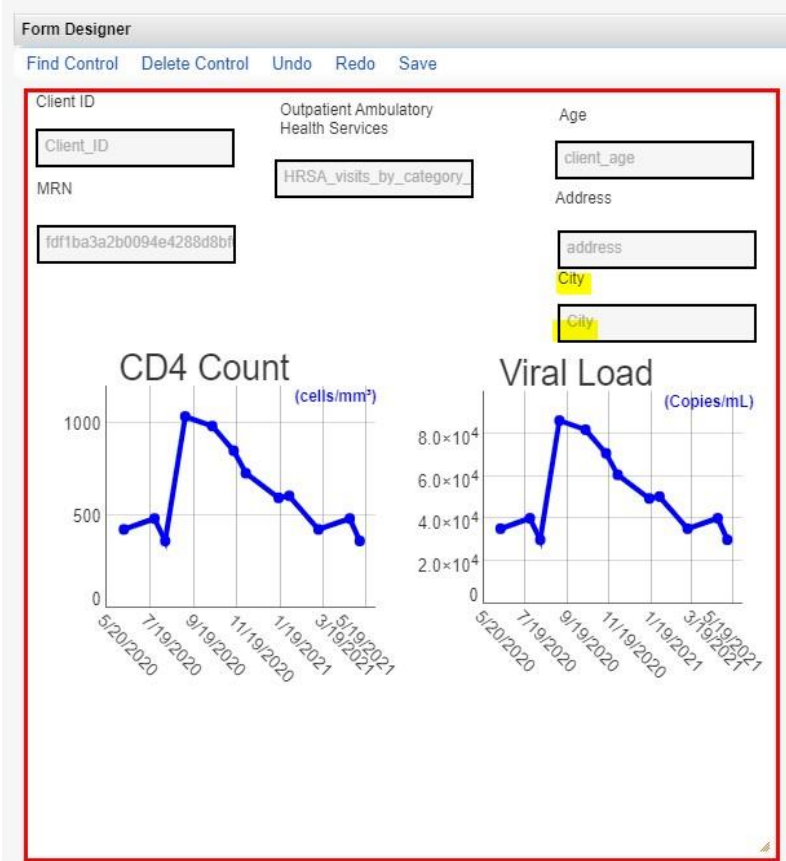 Form Designer
Find Control Delete Control Undo Redo Save
Client ID
Client_ID
MRN
fdf1ba3a2b0094e4288d8bf
Outpatient Ambulatory
Health Services
HRSA_visits_by_category_
Age
client_age
Address
address
City
City
CD4 Count
(cells/mm³)
1000
500
0
5/20/2020
7/19/2020
9/19/2020
11/19/2020
1/19/2021
3/19/2021
5/19/2021
Viral Load
(Copies/mL)
8.0×10⁴
6.0×10⁴
4.0×10⁴
2.0×10⁴
0
5/20/2020
7/19/2020
9/19/2020
11/19/2020
1/19/2021
3/19/2021
5/19/2021